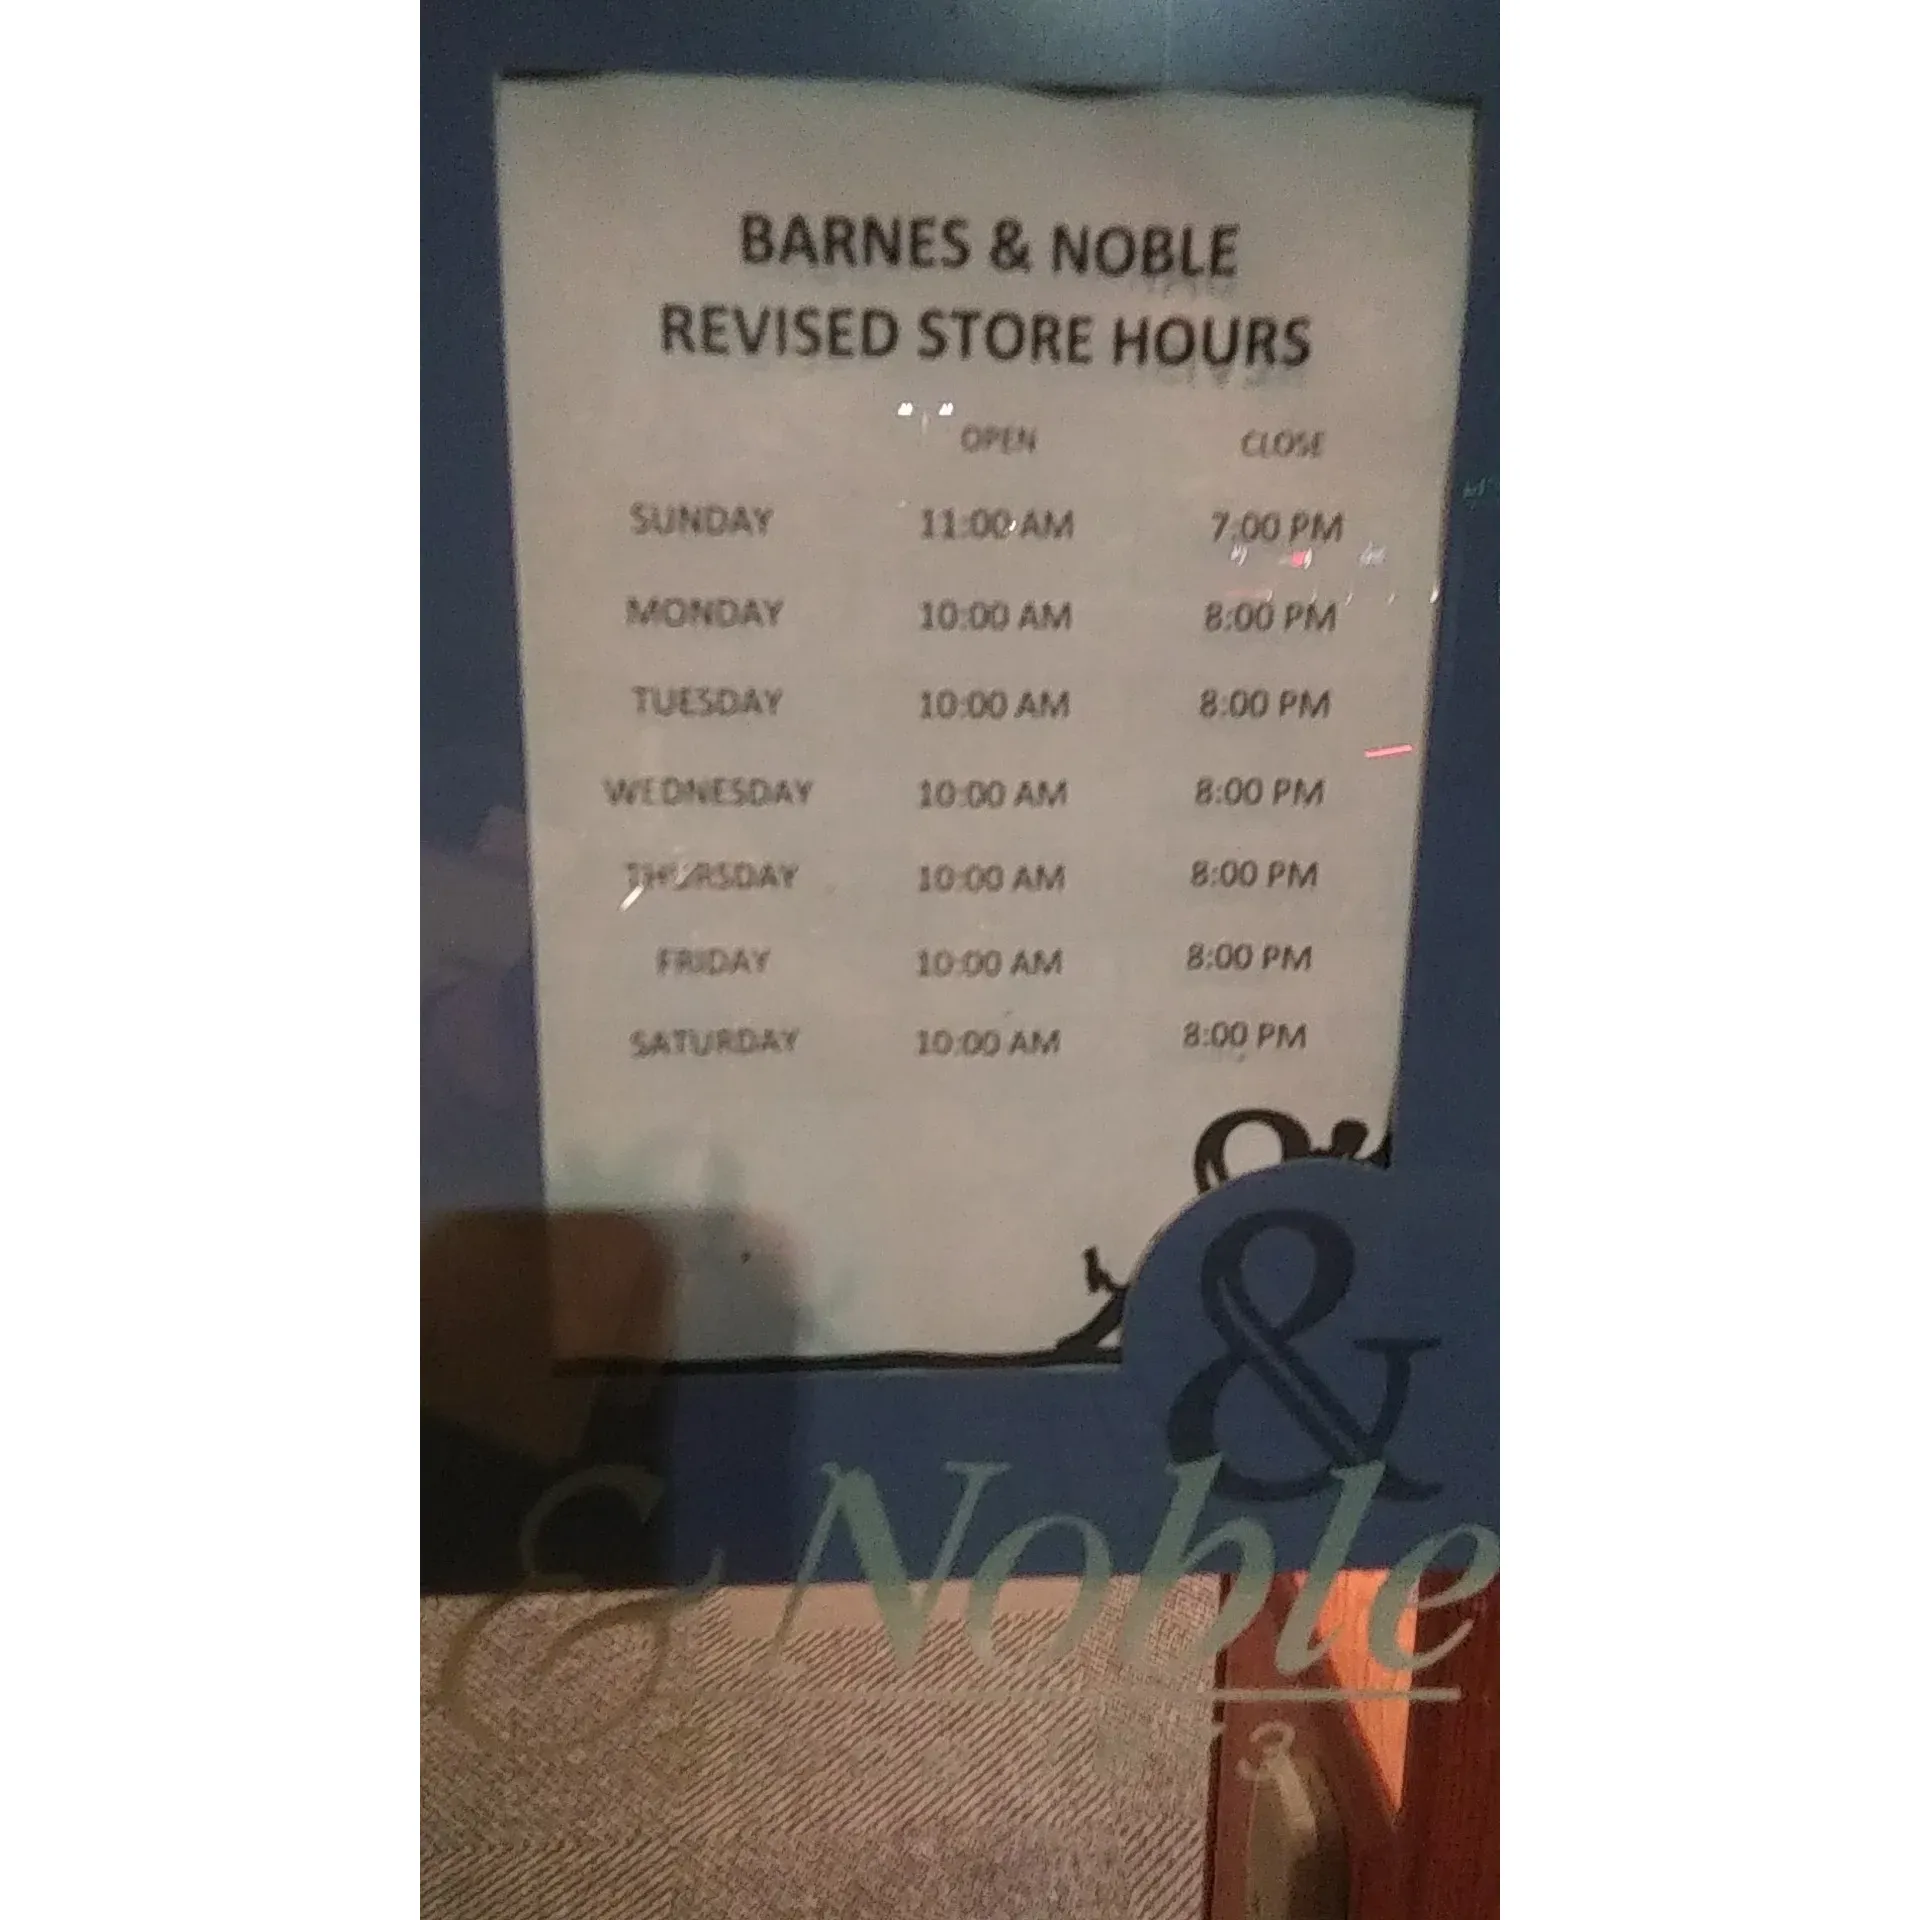 BARNES & NOBLE
REVISED STORE HOURS
OPEN CLOSE
SUNDAY 11:00 AM 7:00 PM
MONDAY 10:00 AM 8:00 PM
TUESDAY 10:00 AM 8:00 PM
WEDNESDAY 10:00 AM 8:00 PM
THURSDAY 10:00 AM 8:00 PM
FRIDAY 10:00 AM 8:00 PM
SATURDAY 10:00 AM 8:00 PM
&
& Noble